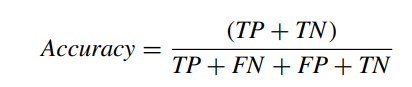 Accuracy = (TP + TN) / TP + FN + FP + TN